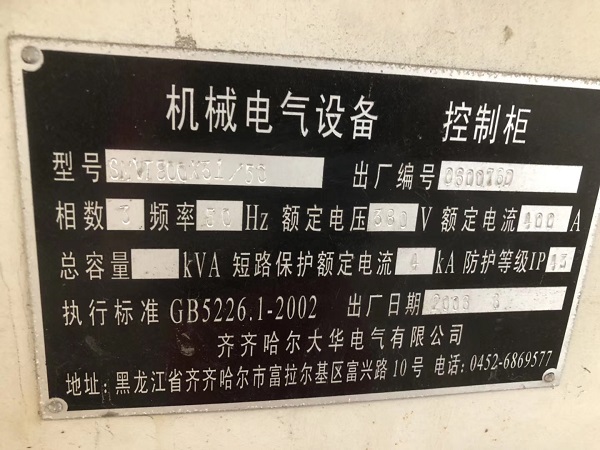 机械电气设备 控制柜
型号 出厂编号 0600760
相数 3 频率 50 Hz 额定电压 380 V 额定电流 400 A
总容量 kVA 短路保护额定电流 4 kA 防护等级IP 43
执行标准 GB5226.1-2002 出厂日期
齐齐哈尔大华电气有限公司
地址: 黑龙江省齐齐哈尔市富拉尔基区富兴路10号 电话: 0452-6869577